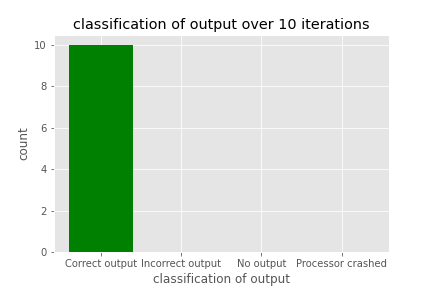 classification of output over 10 iterations
10
8
6
4
2
0
count
Correct output Incorrect output No output Processor crashed
classification of output